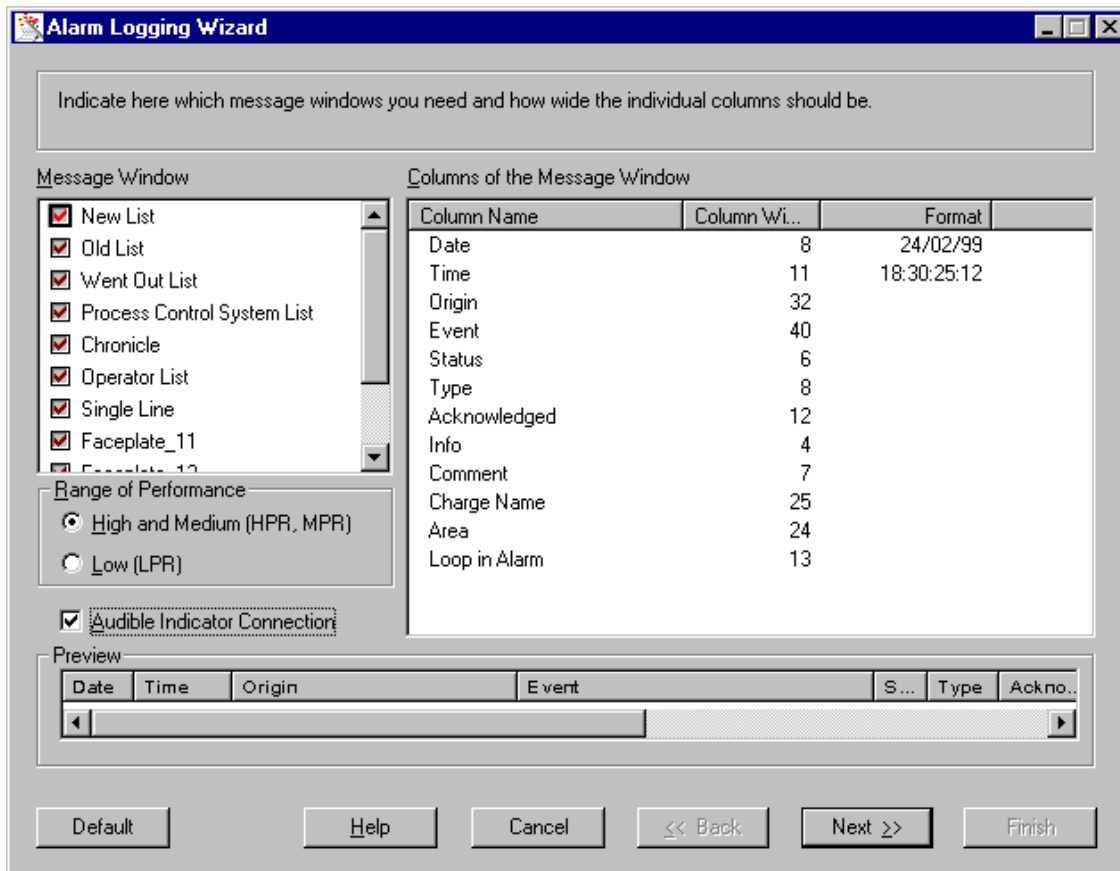 Alarm Logging Wizard
Indicate here which message windows you need and how wide the individual columns should be.
Message Window
New List
Old List
Went Out List
Process Control System List
Chronicle
Operator List
Single Line
Faceplate_11
Range of Performance
High and Medium (HPR, MPR)
Low (LPR)
Audible Indicator Connection
Columns of the Message Window
Column Name Column Wi... Format
Date 8 24/02/99
Time 11 18:30:25:12
Origin 32
Event 40
Status 6
Type 8
Acknowledged 12
Info 4
Comment 7
Charge Name 25
Area 24
Loop in Alarm 13
Preview
Date Time Origin Event S... Type Ackno..
Default Help Cancel << Back Next >> Finish